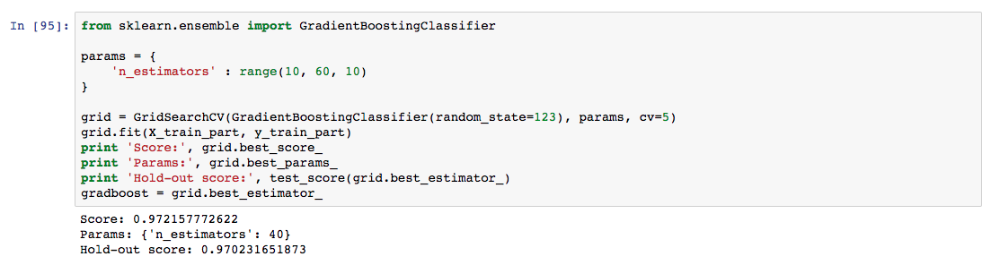 In [95]: from sklearn.ensemble import GradientBoostingClassifier
params = {
    'n_estimators' : range(10, 60, 10)
}
grid = GridSearchCV(GradientBoostingClassifier(random_state=123), params, cv=5)
grid.fit(X_train_part, y_train_part)
print 'Score:', grid.best_score_
print 'Params:', grid.best_params_
print 'Hold-out score:', test_score(grid.best_estimator_)
gradboost = grid.best_estimator_
Score: 0.972157772622
Params: {'n_estimators': 40}
Hold-out score: 0.970231651873